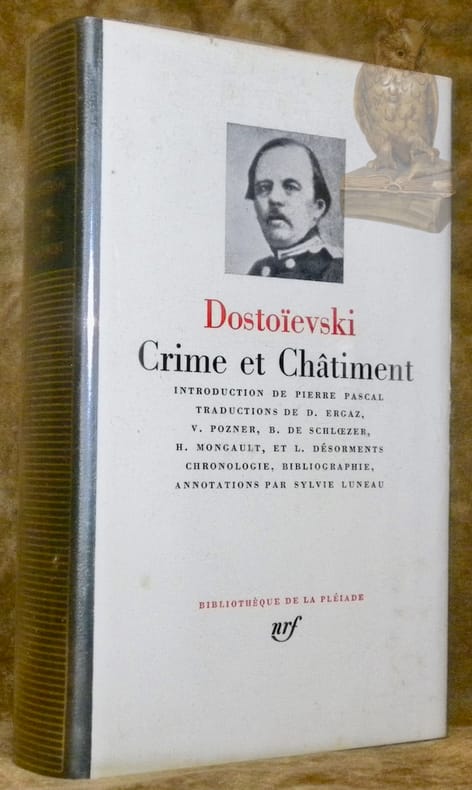 Dostoïevski
Crime et Châtiment
INTRODUCTION DE PIERRE PASCAL
TRADUCTIONS DE D. ERGAZ,
V. POZNER, B. DE SCHLŒZER,
H. MONGAULT, ET L. DÉSORMENTS
CHRONOLOGIE, BIBLIOGRAPHIE,
ANNOTATIONS PAR SYLVIE LUNEAU
BIBLIOTHÈQUE DE LA PLÉIADE
nrf